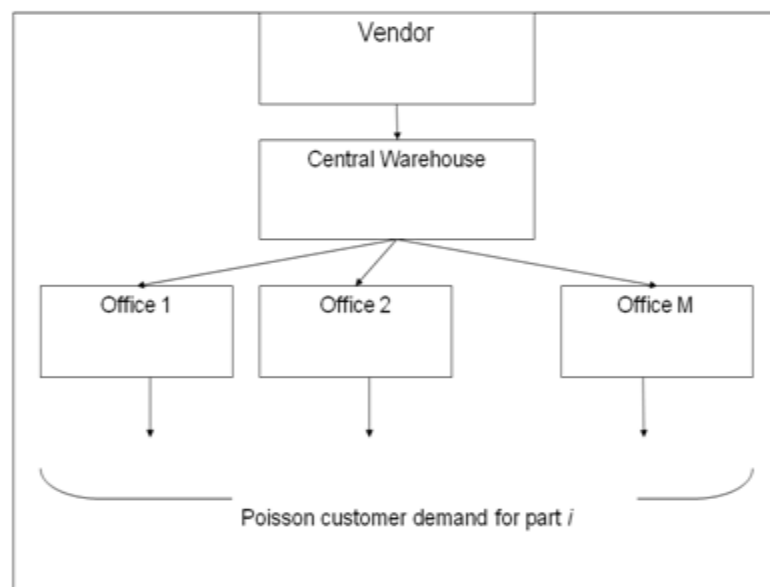 Vendor
Central Warehouse
Office 1
Office 2
Office M
Poisson customer demand for part i